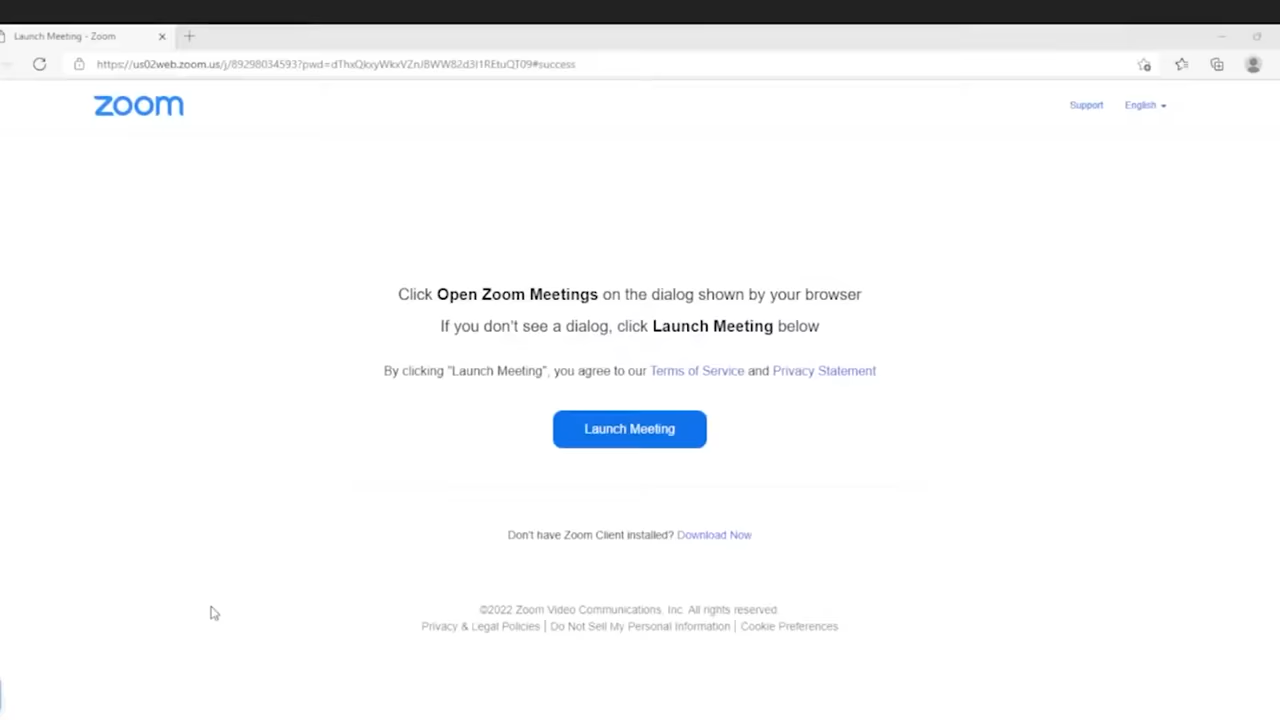 Launch Meeting - Zoom
zoom
Support English
Click Open Zoom Meetings on the dialog shown by your browser
If you don't see a dialog, click Launch Meeting below
By clicking "Launch Meeting", you agree to our Terms of Service and Privacy Statement
Launch Meeting
Don't have Zoom Client installed? Download Now
©2022 Zoom Video Communications, Inc. All rights reserved.
Privacy & Legal Policies | Do Not Sell My Personal Information | Cookie Preferences